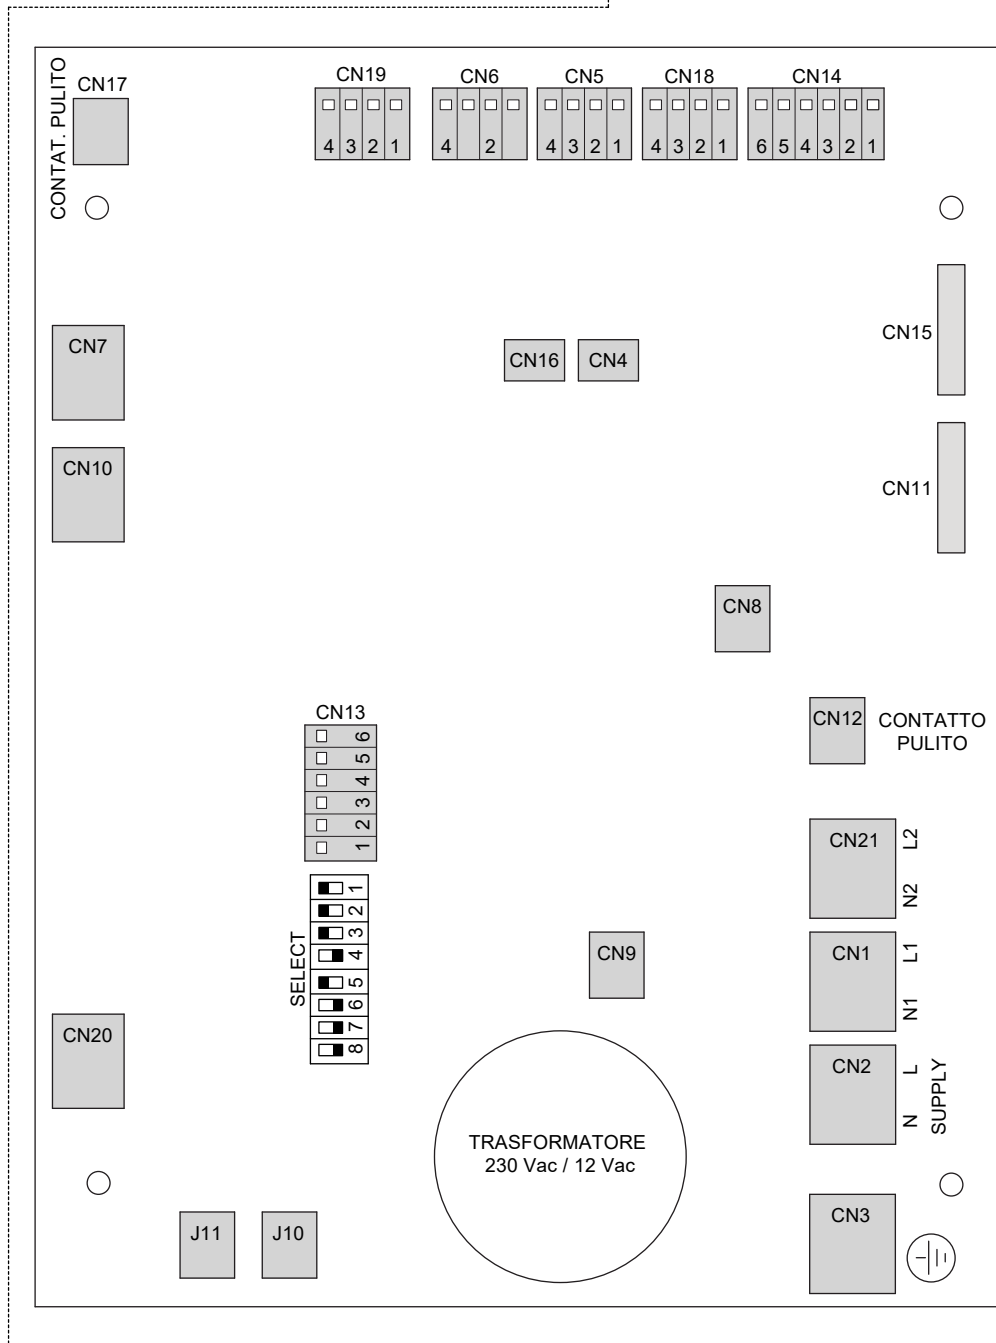 CONTAT. PULITO
CN17
CN19
4 3 2 1
CN6
4 2
CN5
4 3 2 1
CN18
4 3 2 1
CN14
6 5 4 3 2 1
CN7
CN16
CN4
CN15
CN10
CN11
CN8
CN13
6
5
4
3
2
1
CN12
CONTATTO
PULITO
SELECT
1
2
3
4
5
6
7
8
CN21
L2
N2
CN9
CN1
L1
N1
CN20
CN2
L
N
SUPPLY
TRASFORMATORE
230 Vac / 12 Vac
J11
J10
CN3